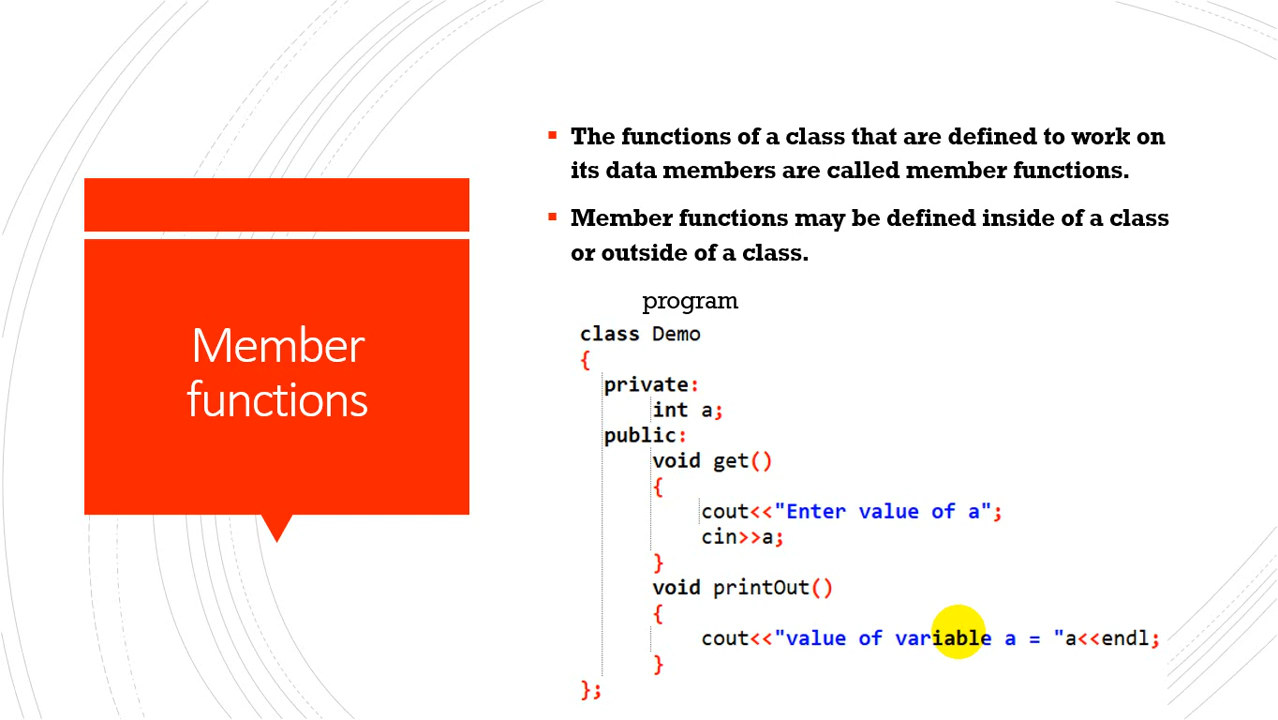 Member
functions
The functions of a class that are defined to work on
its data members are called member functions.
Member functions may be defined inside of a class
or outside of a class.
program
class Demo
{
private:
int a;
public:
void get()
{
cout<<"Enter value of a";
cin>>a;
}
void printOut()
{
cout<<"value of variable a = "a<<endl;
}
};